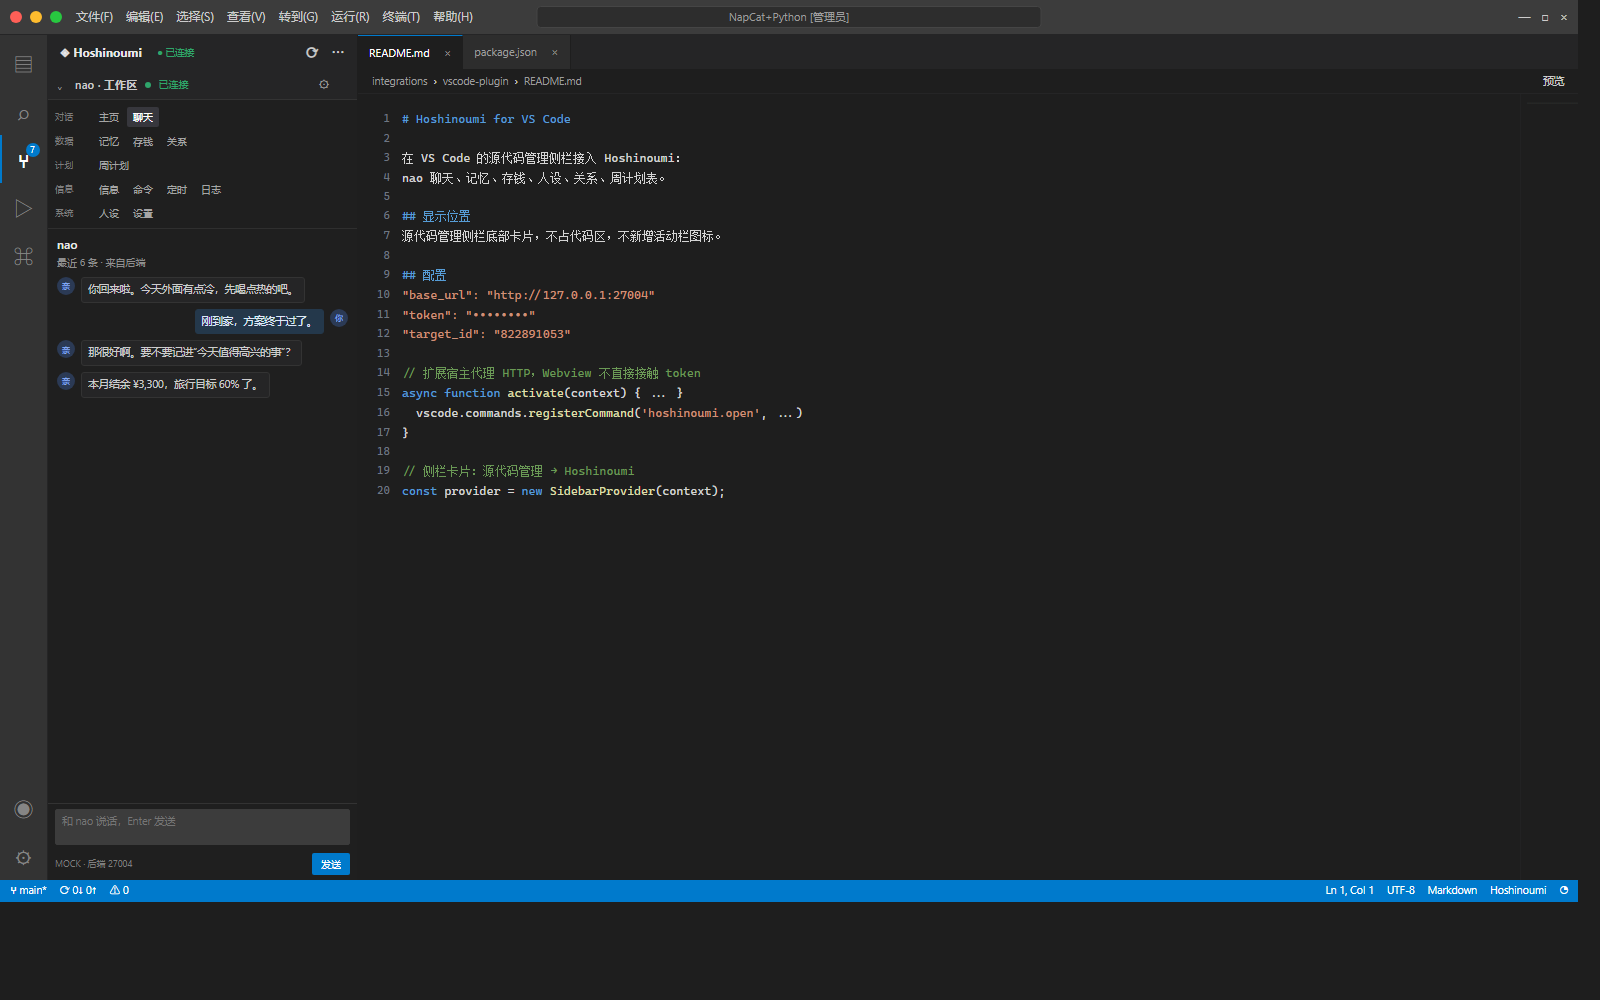 文件(F) 编辑(E) 选择(S) 查看(V) 转到(G) 运行(R) 终端(T) 帮助(H)
NapCat+Python [管理员]
Hoshinoumi 已连接
nao · 工作区 已连接
对话 主页 聊天
数据 记忆 存钱 关系
计划 周计划
信息 信息 命令 定时 日志
系统 人设 设置
7
nao
最近 6 条 · 来自后端
你回来啦。今天外面有点冷，先喝点热的吧。
刚到家，方案终于过了。
你
那很好啊。要不要记进“今天值得高兴的事”？
本月结余 ¥3,300，旅行目标 60% 了。
和 nao 说话，Enter 发送
MOCK · 后端 27004
发送
README.md ×
package.json ×
integrations › vscode-plugin › README.md
预览
1 # Hoshinoumi for VS Code
2
3 在 VS Code 的源代码管理侧栏接入 Hoshinoumi:
4 nao 聊天、记忆、存钱、人设、关系、周计划表。
5
6 ## 显示位置
7 源代码管理侧栏底部卡片，不占代码区，不新增活动栏图标。
8
9 ## 配置
10 "base_url": "http://127.0.0.1:27004"
11 "token": "••••••••"
12 "target_id": "822891053"
13
14 // 扩展宿主代理 HTTP，Webview 不直接接触 token
15 async function activate(context) { ... }
16 vscode.commands.registerCommand('hoshinoumi.open', ...)
17 }
18
19 // 侧栏卡片：源代码管理 → Hoshinoumi
20 const provider = new SidebarProvider(context);
main* 0↓ 0↑ 0
Ln 1, Col 1 UTF-8 Markdown Hoshinoumi